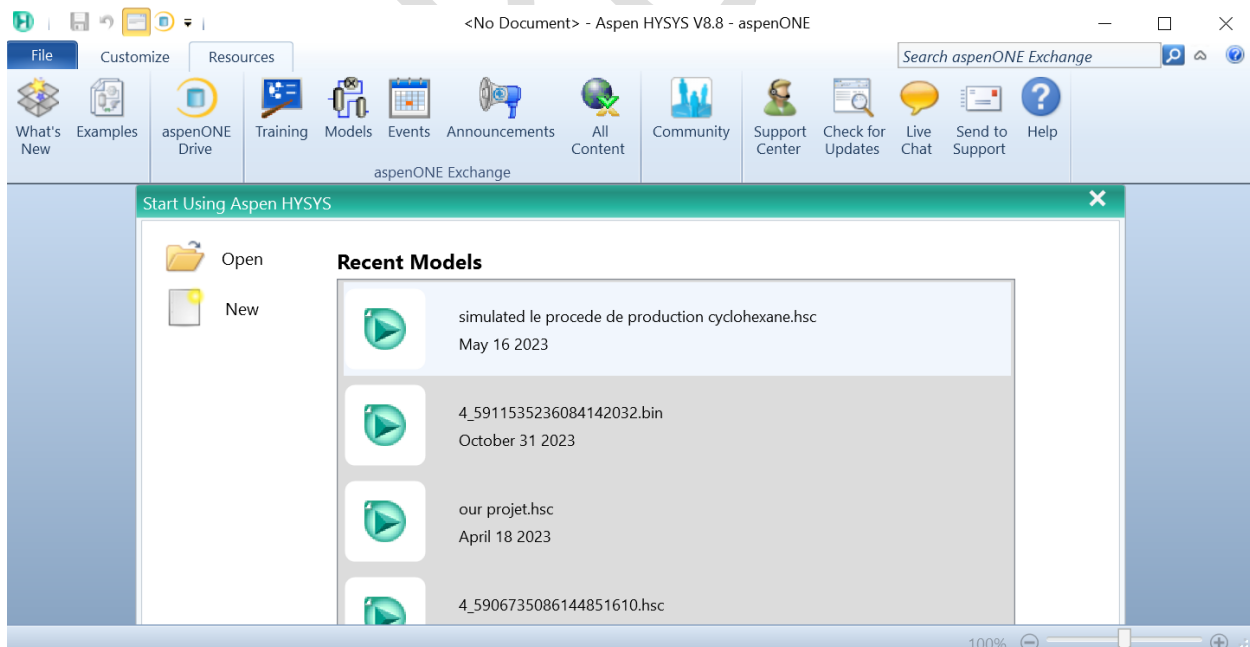 <No Document> - Aspen HYSYS V8.8 - aspenONE
File
Customize
Resources
Search aspenONE Exchange
What's New
Examples
aspenONE Drive
Training
Models
Events
Announcements
All Content
Community
Support Center
Check for Updates
Live Chat
Send to Support
Help
aspenONE Exchange
Start Using Aspen HYSYS
Open
New
Recent Models
simulated le procede de production cyclohexane.hsc
May 16 2023
4_5911535236084142032.bin
October 31 2023
our projet.hsc
April 18 2023
4_5906735086144851610.hsc
100%